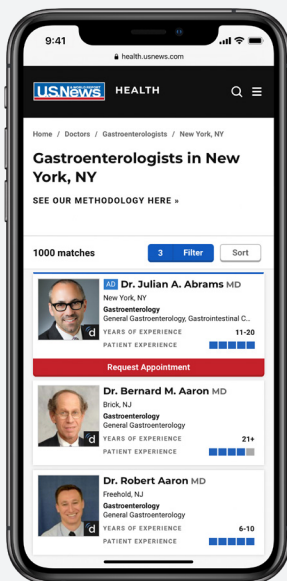 9:41
health.usnews.com
U.S.News HEALTH
Home / Doctors / Gastroenterologists / New York, NY
Gastroenterologists in New
York, NY
SEE OUR METHODOLOGY HERE »
1000 matches
3 Filter
Sort
AD Dr. Julian A. Abrams MD
New York, NY
Gastroenterology
General Gastroenterology, Gastrointestinal C...
YEARS OF EXPERIENCE 11-20
PATIENT EXPERIENCE
d
Request Appointment
Dr. Bernard M. Aaron MD
Brick, NJ
Gastroenterology
General Gastroenterology
YEARS OF EXPERIENCE 21+
PATIENT EXPERIENCE
d
Dr. Robert Aaron MD
Freehold, NJ
Gastroenterology
General Gastroenterology
YEARS OF EXPERIENCE 6-10
PATIENT EXPERIENCE
d